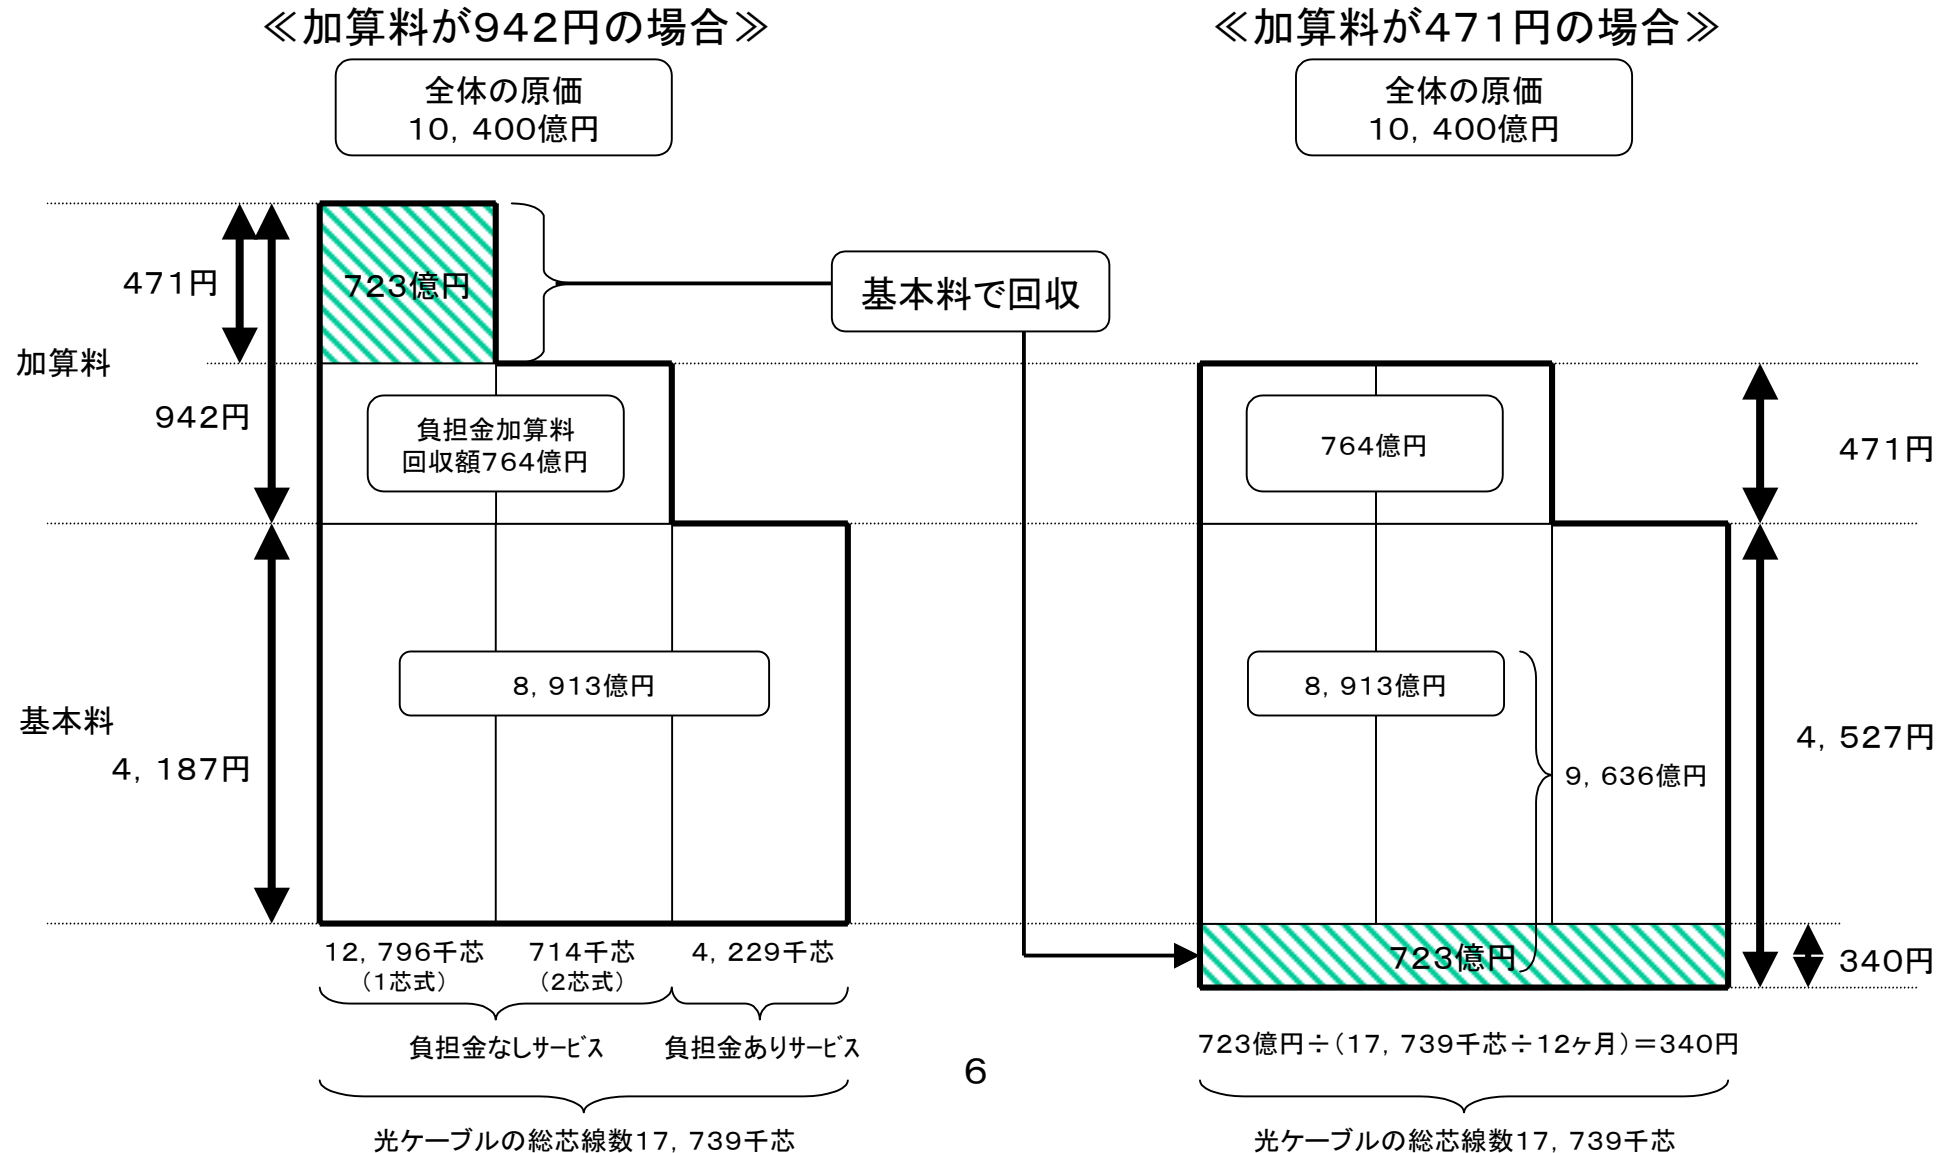 ≪加算料が942円の場合≫
全体の原価
10，400億円
471円
加算料
942円
723億円
基本料で回収
負担金加算料
回収額764億円
基本料
4，187円
8，913億円
12，796千芯
（1芯式）
714千芯
（2芯式）
4，229千芯
負担金なしサービス
負担金ありサービス
光ケーブルの総芯線数17，739千芯
≪加算料が471円の場合≫
全体の原価
10，400億円
764億円
471円
8，913億円
9，636億円
4，527円
723億円
340円
723億円÷（17，739千芯÷12ヶ月）＝340円
光ケーブルの総芯線数17，739千芯
6